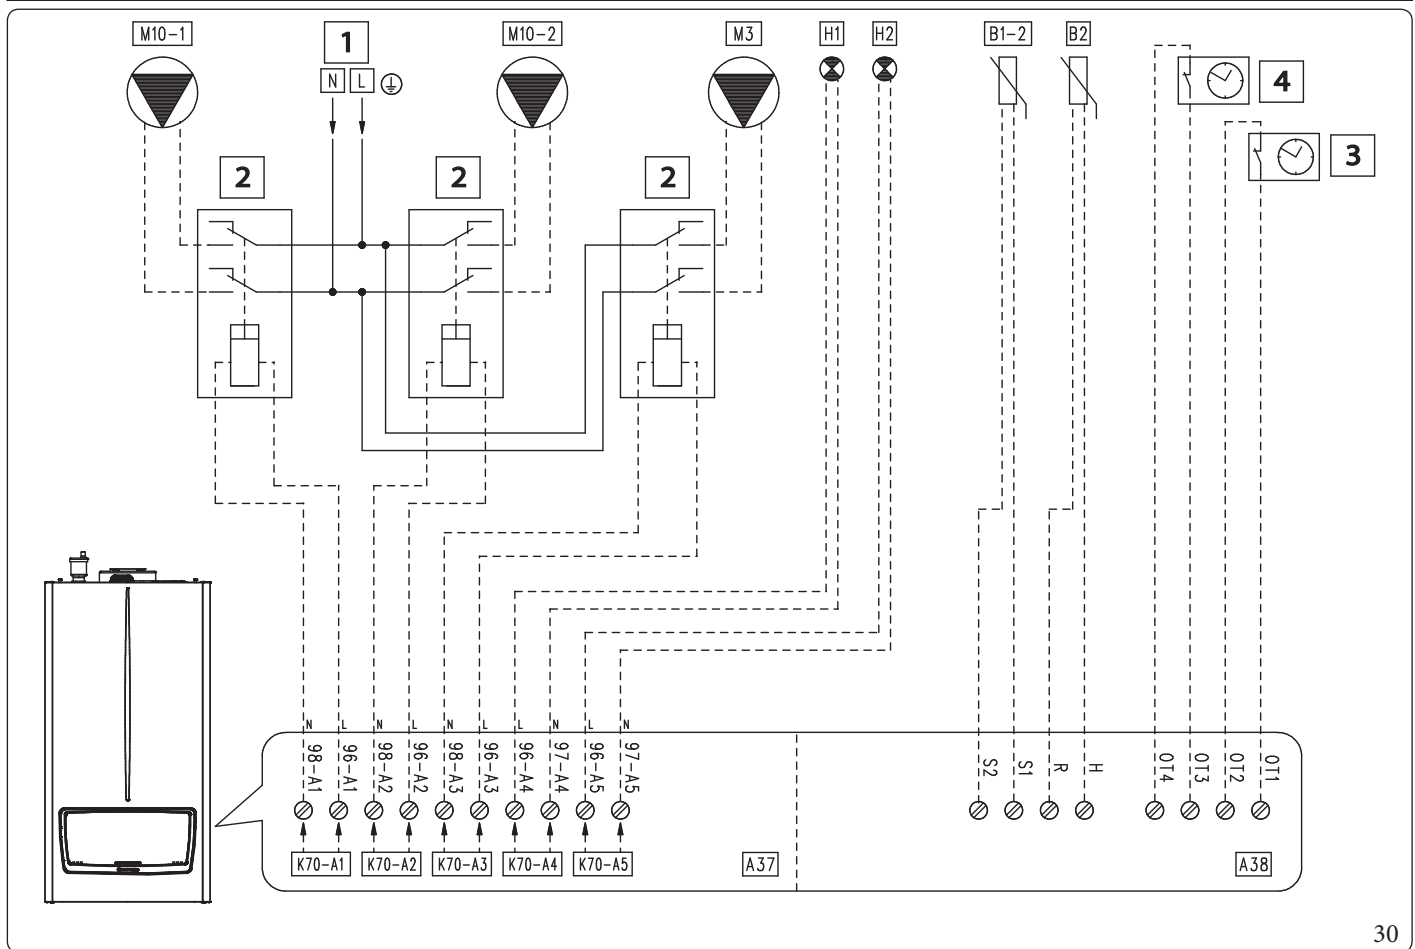 M10-1
1
M10-2
M3
H1
H2
B1-2
B2
N
L
4
3
2
2
2
N
L
N
L
N
L
L
N
L
N
98-A1
96-A1
98-A2
96-A2
98-A3
96-A3
96-A4
97-A4
96-A5
97-A5
S2
S1
R
H
OT4
OT3
OT2
OT1
K70-A1
K70-A2
K70-A3
K70-A4
K70-A5
A37
A38
30